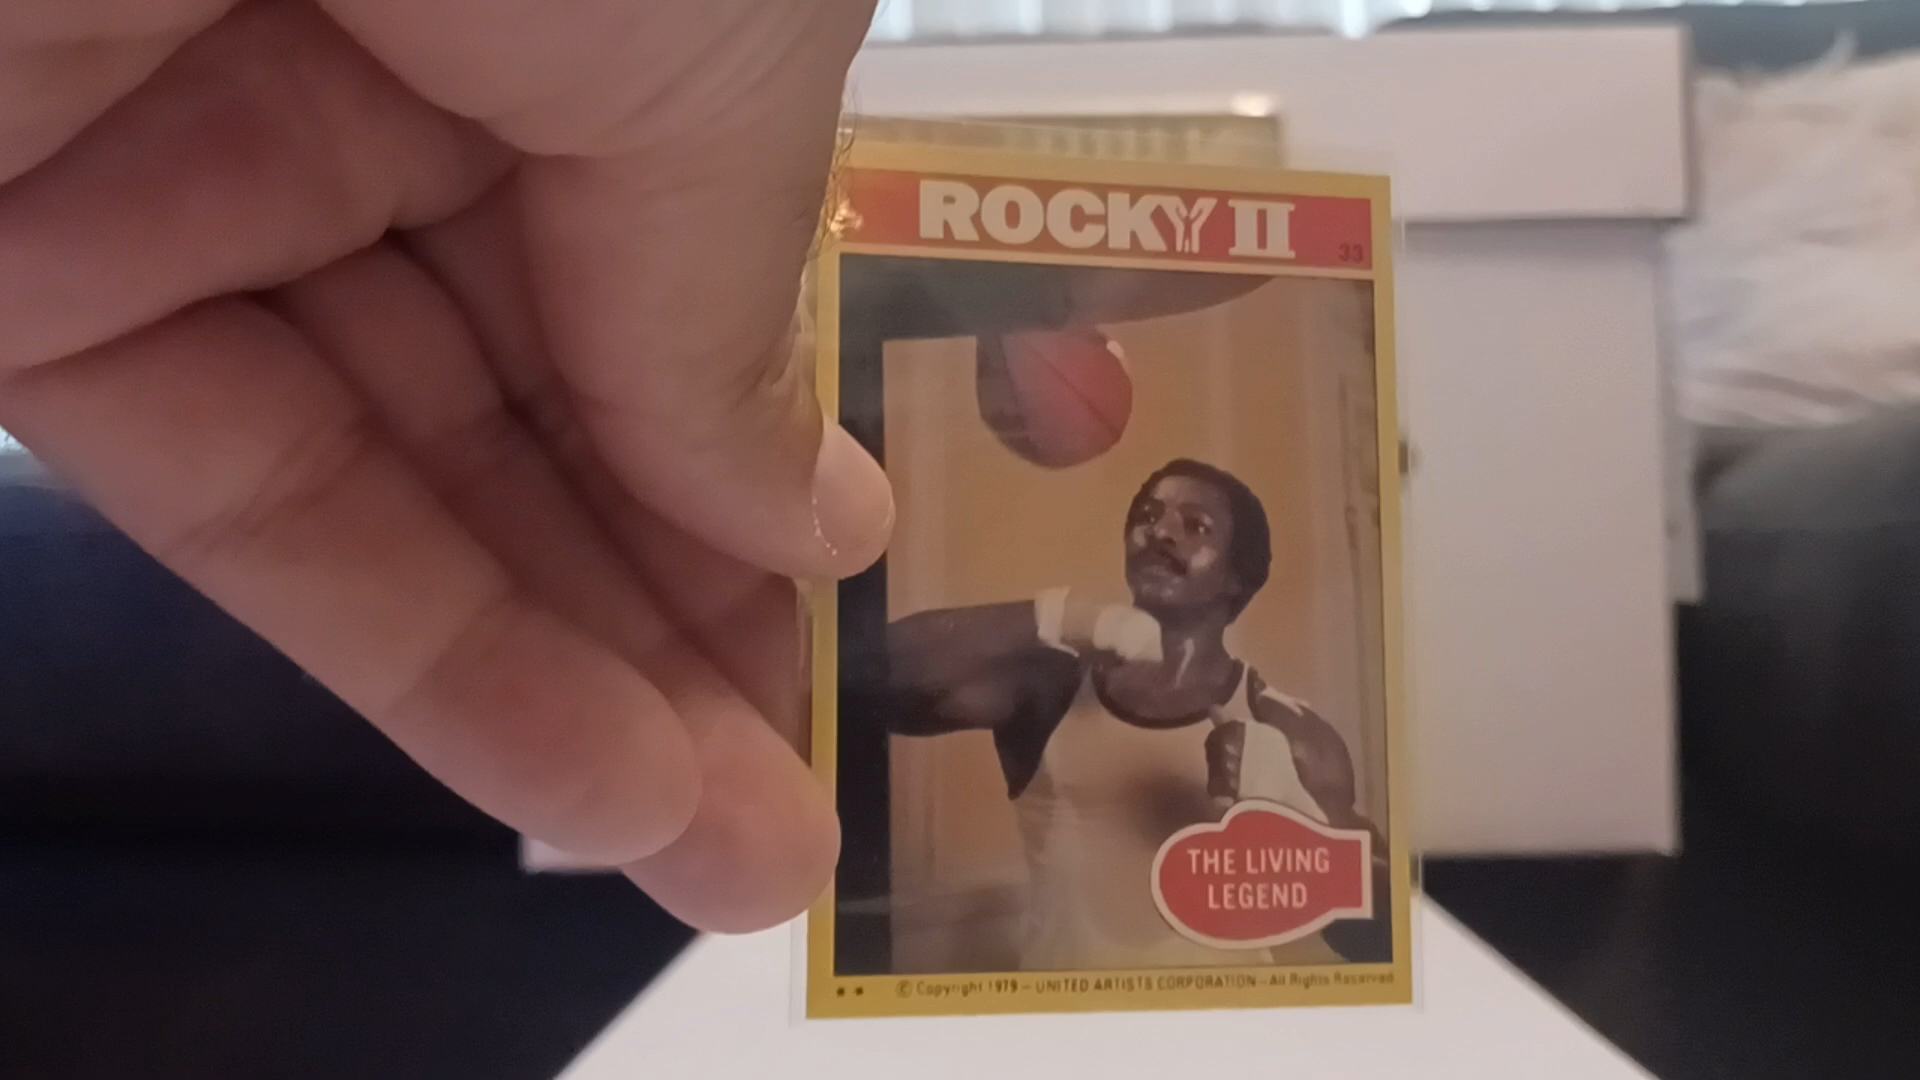 ROCKY II
33
THE LIVING
LEGEND
** © Copyright 1979 – UNITED ARTISTS CORPORATION – All Rights Reserved